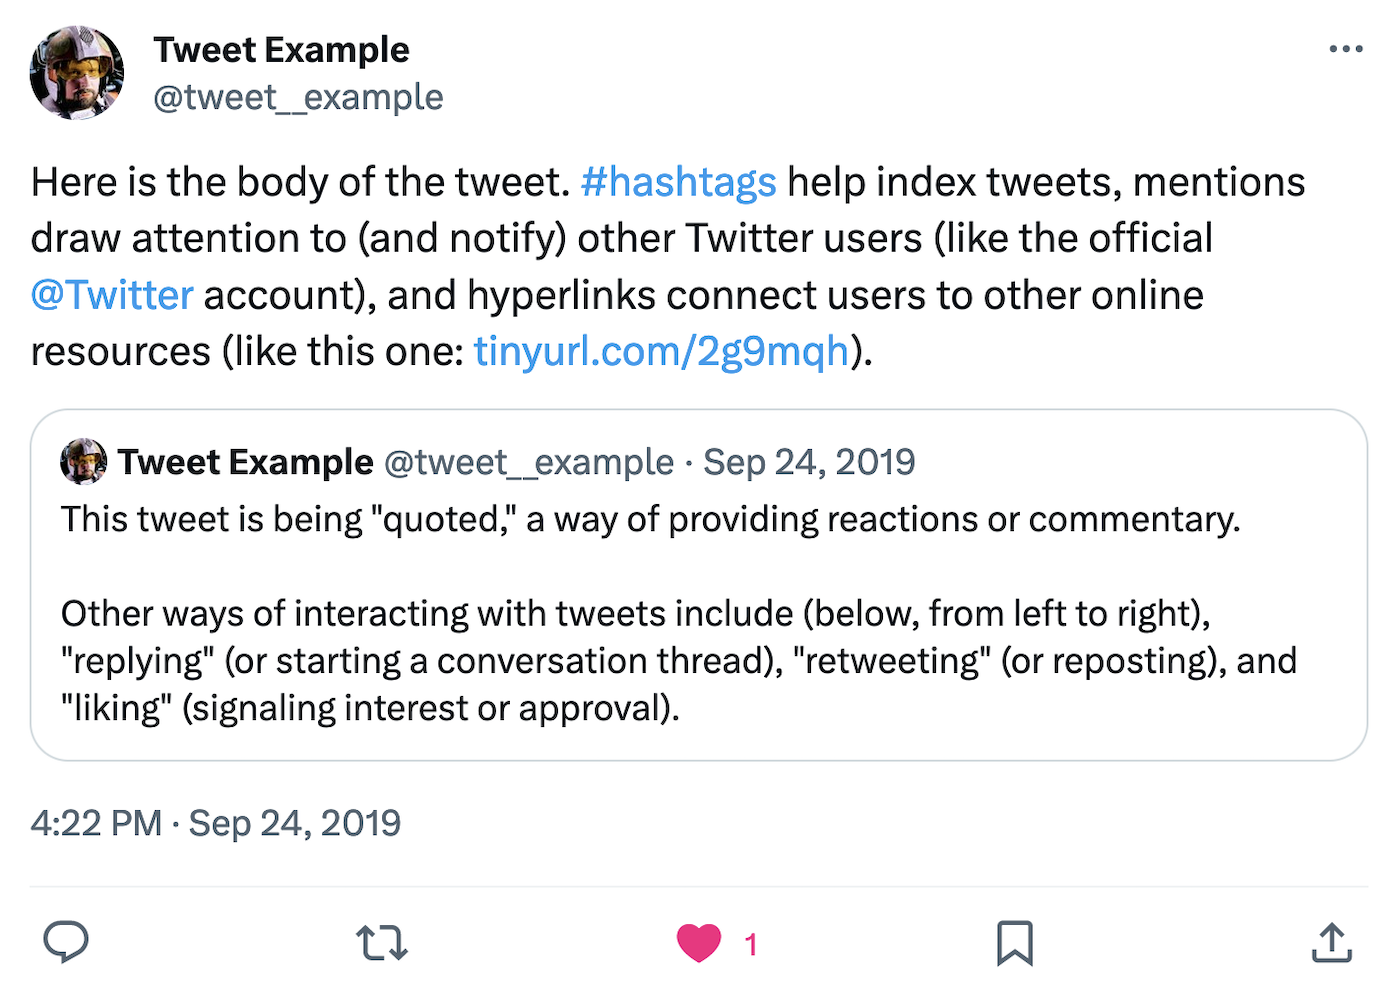 Tweet Example
@tweet__example
Here is the body of the tweet. #hashtags help index tweets, mentions
draw attention to (and notify) other Twitter users (like the official
@Twitter account), and hyperlinks connect users to other online
resources (like this one: tinyurl.com/2g9mqh).
Tweet Example @tweet__example · Sep 24, 2019
This tweet is being "quoted," a way of providing reactions or commentary.
Other ways of interacting with tweets include (below, from left to right),
"replying" (or starting a conversation thread), "retweeting" (or reposting), and
"liking" (signaling interest or approval).
4:22 PM · Sep 24, 2019
1